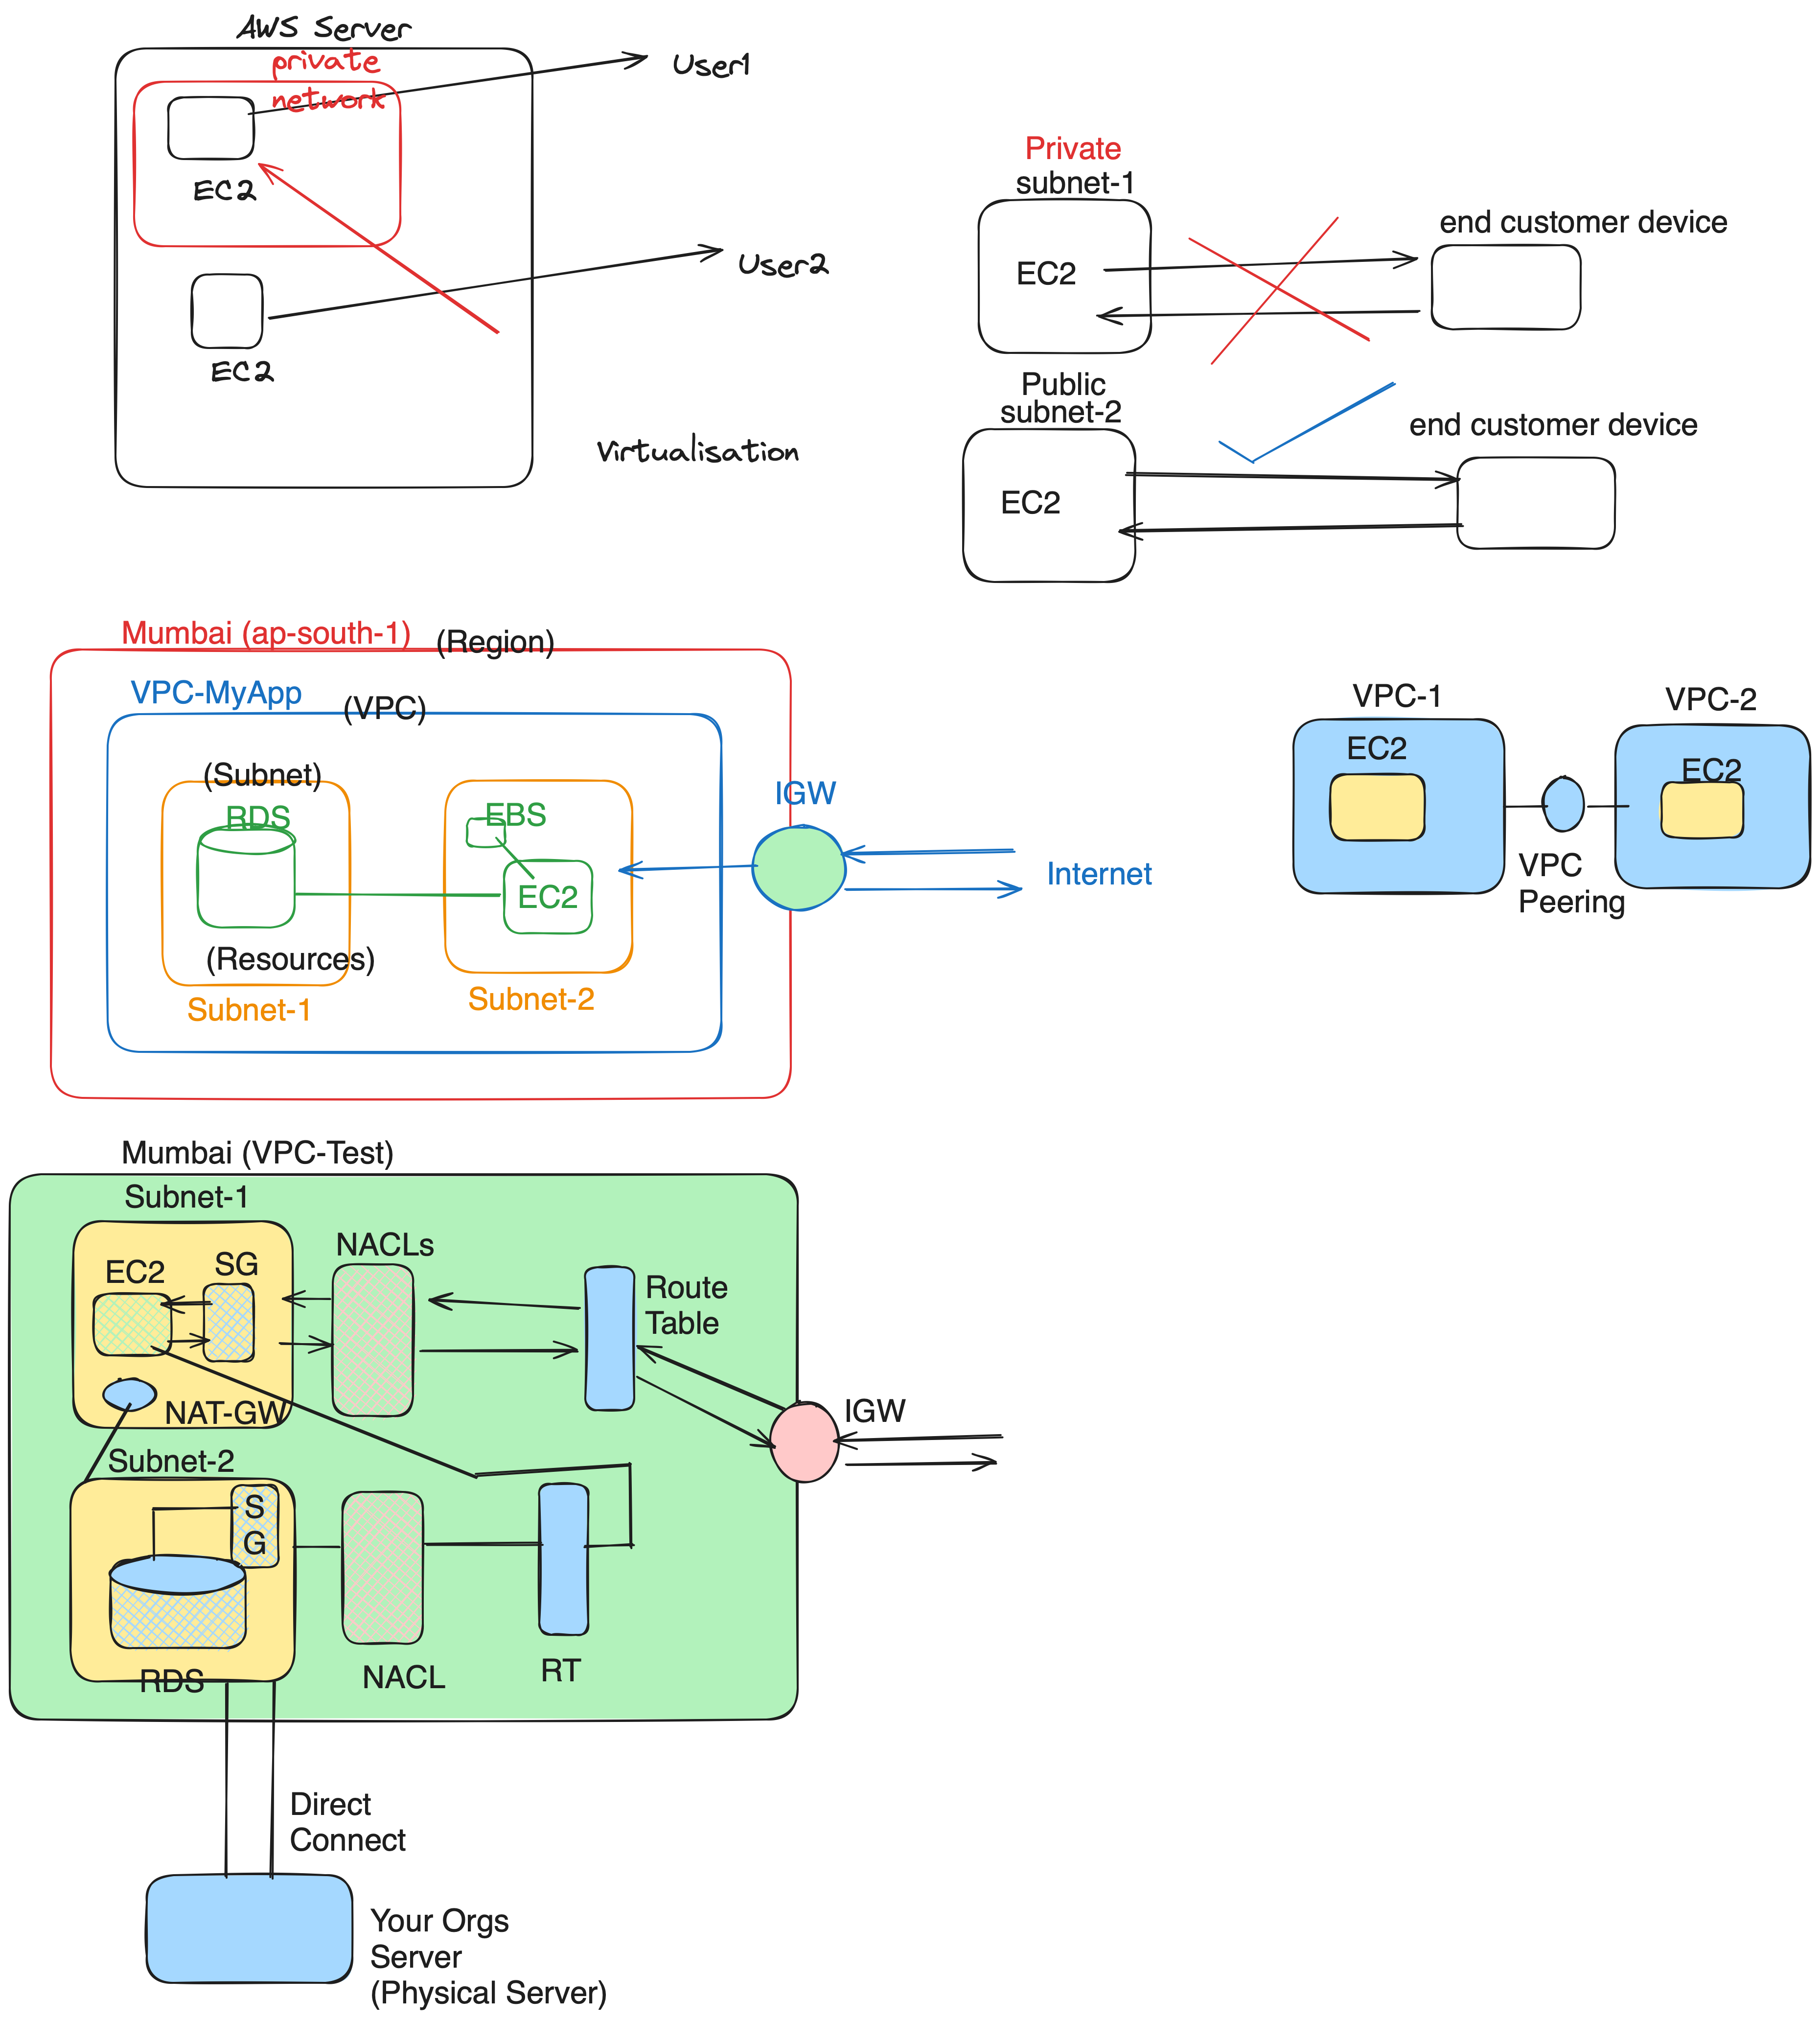 AWS Server
private
network
User1
EC2
User2
EC2
Virtualisation
Private
subnet-1
end customer device
EC2
Public
subnet-2
end customer device
EC2
Mumbai (ap-south-1)
(Region)
VPC-MyApp
(VPC)
(Subnet)
RDS
EBS
EC2
(Resources)
Subnet-1
Subnet-2
IGW
Internet
VPC-1
VPC-2
EC2
EC2
VPC
Peering
Mumbai (VPC-Test)
Subnet-1
EC2
SG
NACLs
Route
Table
NAT-GW
IGW
Subnet-2
S
G
RDS
NACL
RT
Direct
Connect
Your Orgs
Server
(Physical Server)